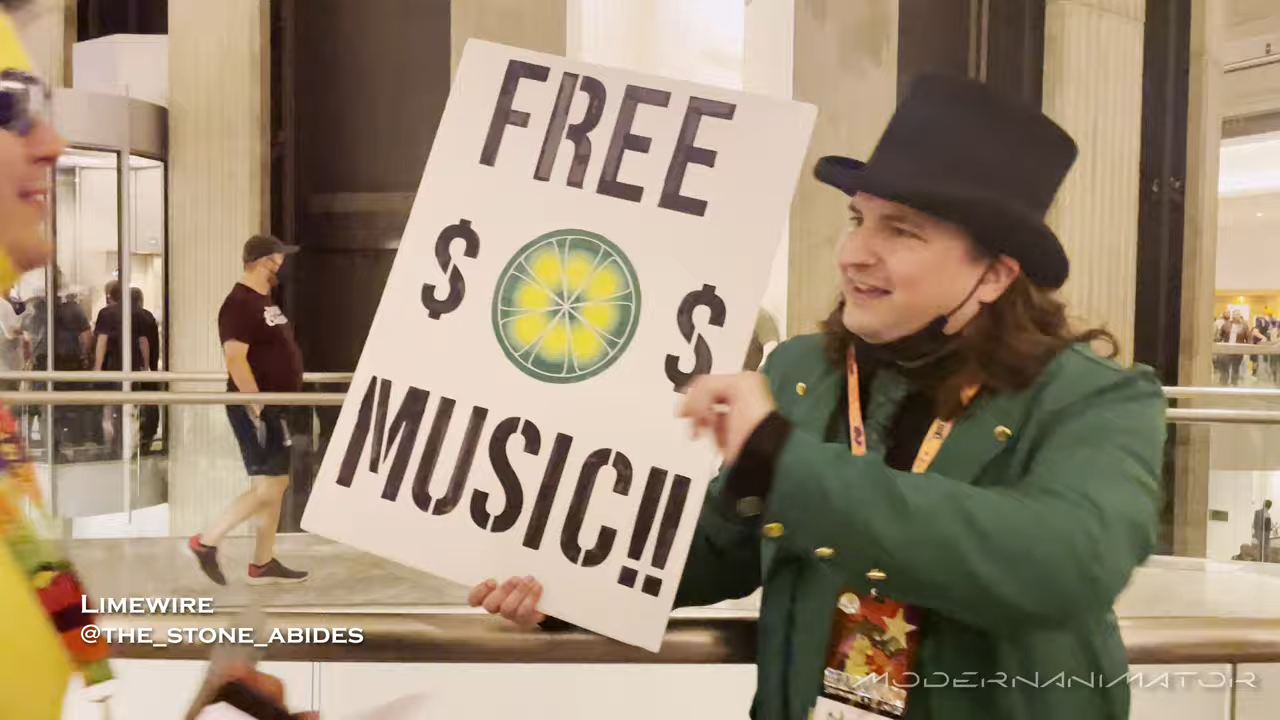 FREE
$ $
MUSIC!!
LIMEWIRE
@THE_STONE_ABIDES
MODERNANIMATOR